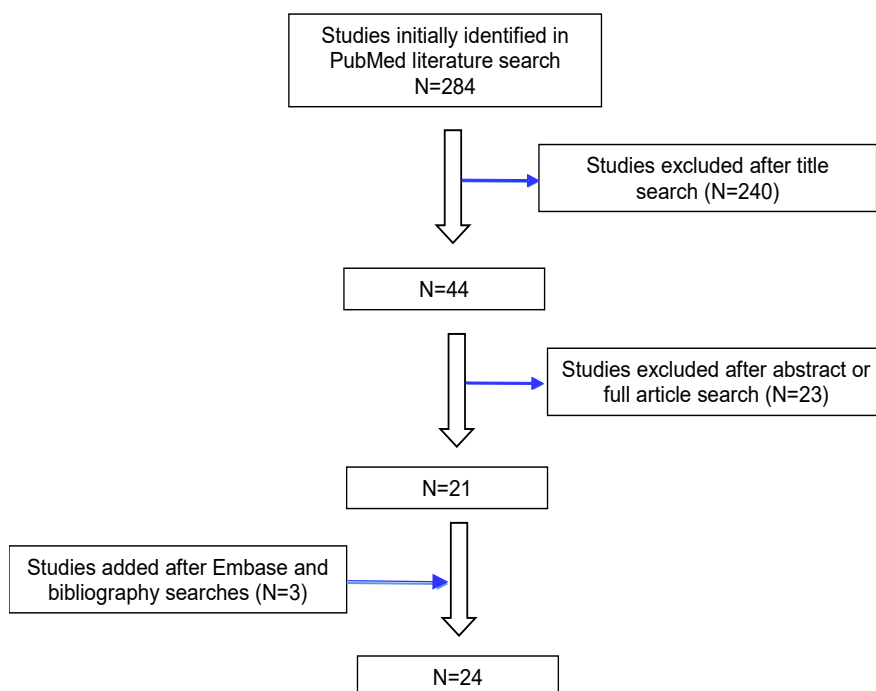 Studies initially identified in
PubMed literature search
N=284
Studies excluded after title
search (N=240)
N=44
Studies excluded after abstract or
full article search (N=23)
N=21
Studies added after Embase and
bibliography searches (N=3)
N=24